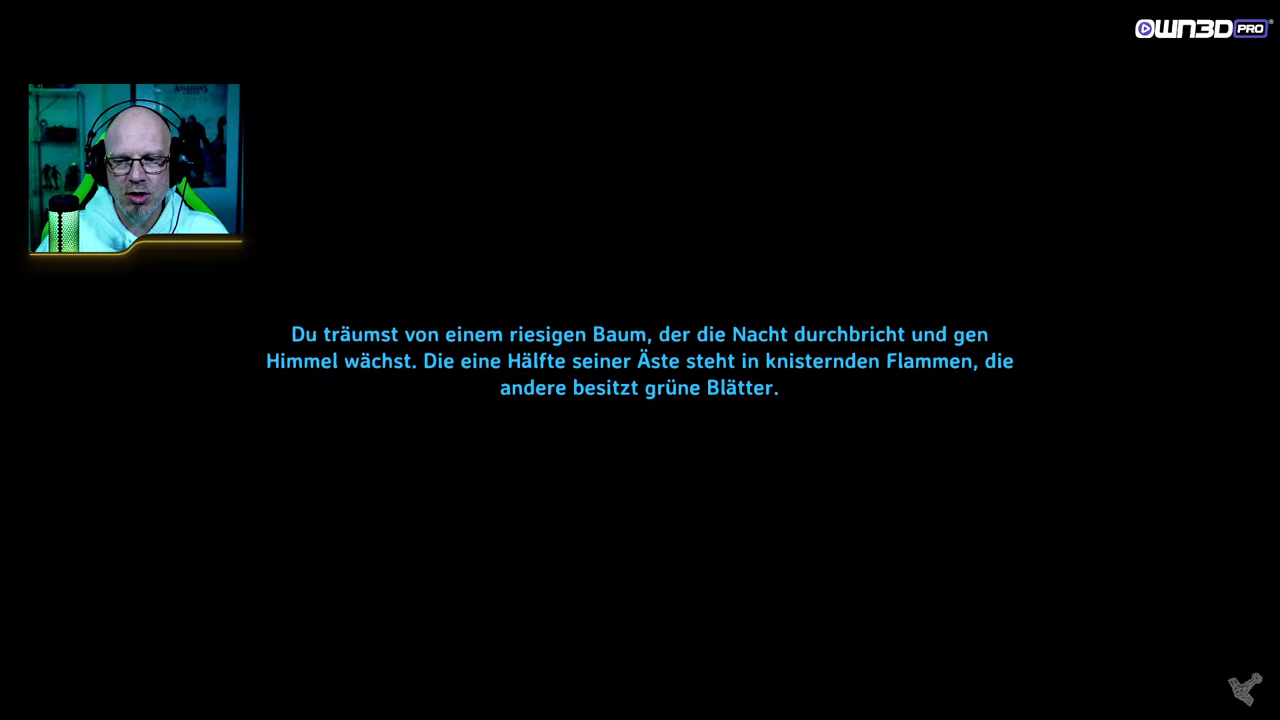 OWN3D PRO
ASSASSIN'S
Du träumst von einem riesigen Baum, der die Nacht durchbricht und gen
Himmel wächst. Die eine Hälfte seiner Äste steht in knisternden Flammen, die
andere besitzt grüne Blätter.